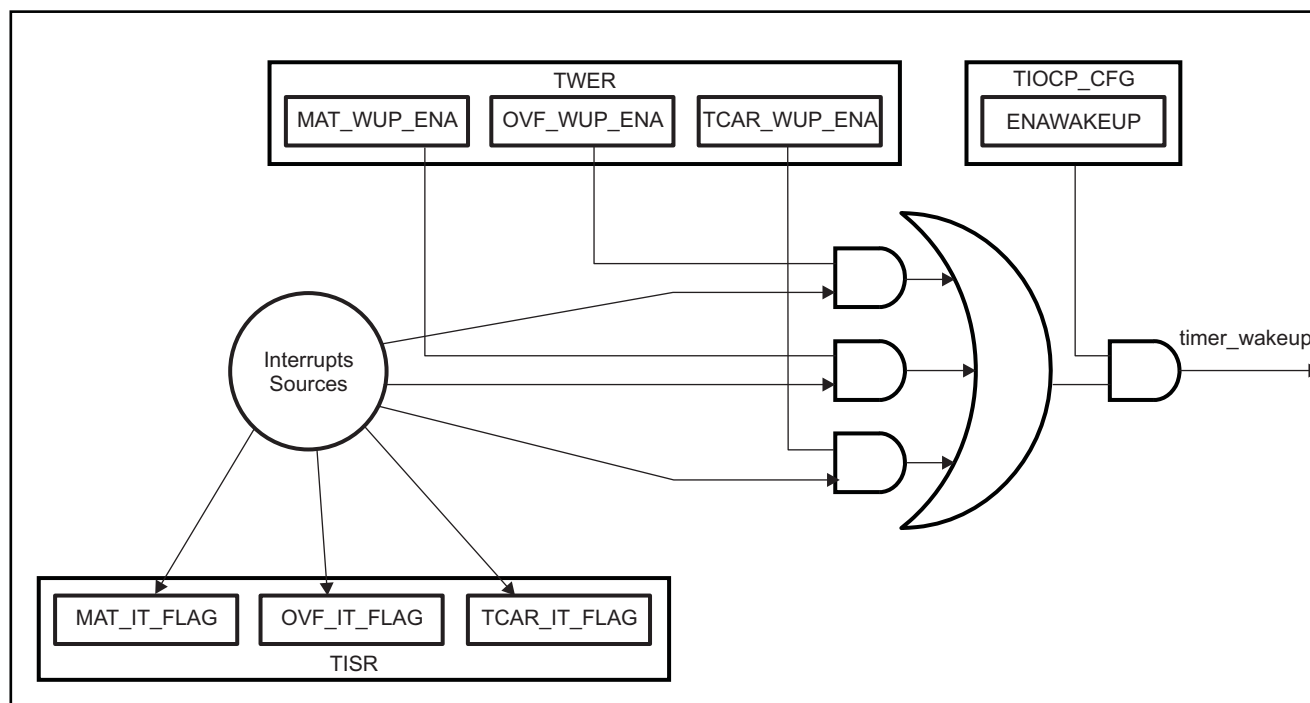 TWER
MAT_WUP_ENA
OVF_WUP_ENA
TCAR_WUP_ENA
TIOCP_CFG
ENAWAKEUP
Interrupts
Sources
timer_wakeup
MAT_IT_FLAG
OVF_IT_FLAG
TCAR_IT_FLAG
TISR